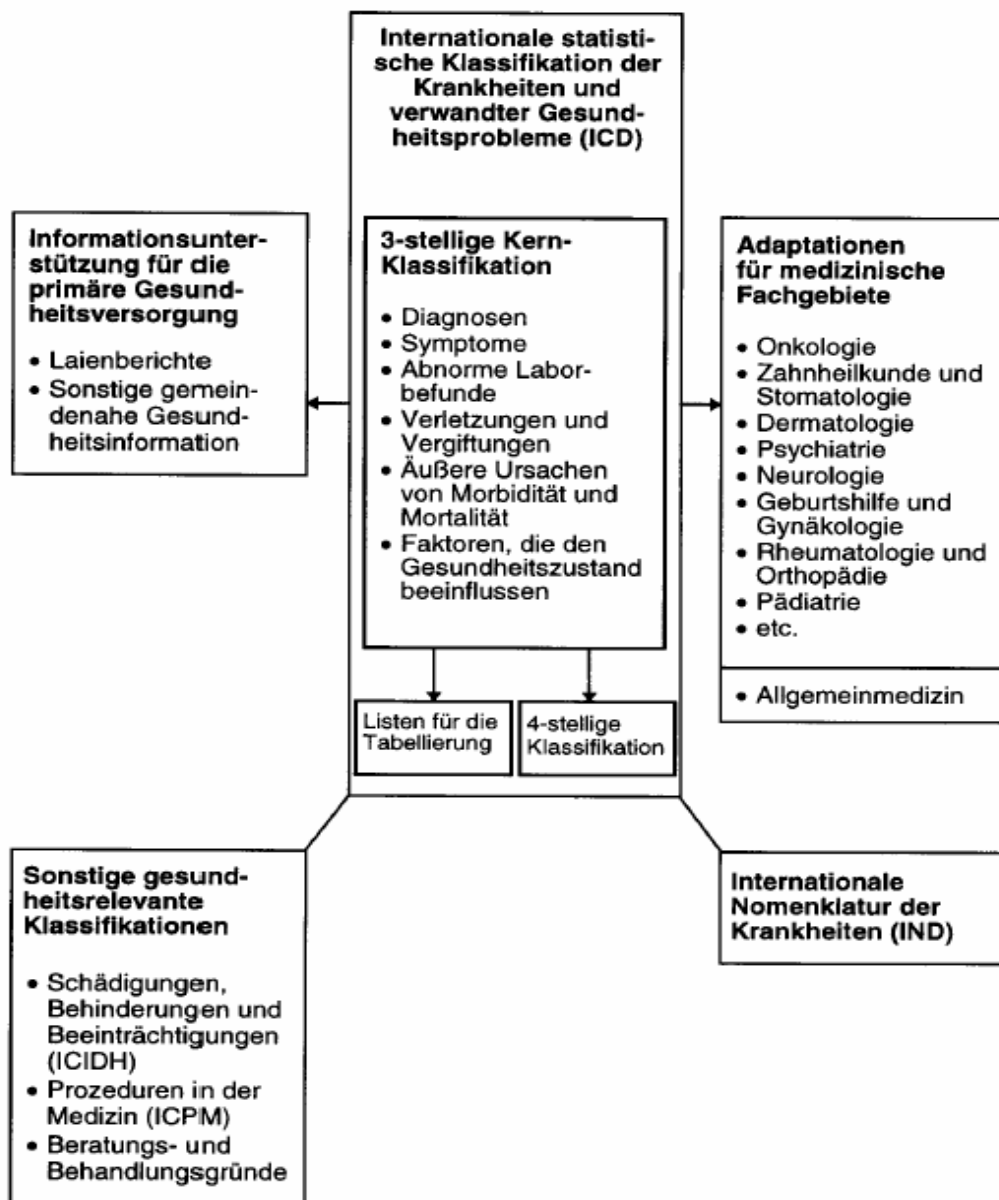 Internationale statisti-
sche Klassifikation der
Krankheiten und
verwandter Gesund-
heitsprobleme (ICD)
Informationsunter-
stützung für die
primäre Gesund-
heitsversorgung
• Laienberichte
• Sonstige gemein-
denahe Gesund-
heitsinformation
3-stellige Kern-
Klassifikation
• Diagnosen
• Symptome
• Abnorme Labor-
befunde
• Verletzungen und
Vergiftungen
• Äußere Ursachen
von Morbidität und
Mortalität
• Faktoren, die den
Gesundheitszustand
beeinflussen
Adaptationen
für medizinische
Fachgebiete
• Onkologie
• Zahnheilkunde und
Stomatologie
• Dermatologie
• Psychiatrie
• Neurologie
• Geburtshilfe und
Gynäkologie
• Rheumatologie und
Orthopädie
• Pädiatrie
• etc.
• Allgemeinmedizin
Listen für die
Tabellierung
4-stellige
Klassifikation
Sonstige gesund-
heitsrelevante
Klassifikationen
• Schädigungen,
Behinderungen und
Beeinträchtigungen
(ICIDH)
• Prozeduren in der
Medizin (ICPM)
• Beratungs- und
Behandlungsgründe
Internationale
Nomenklatur der
Krankheiten (IND)